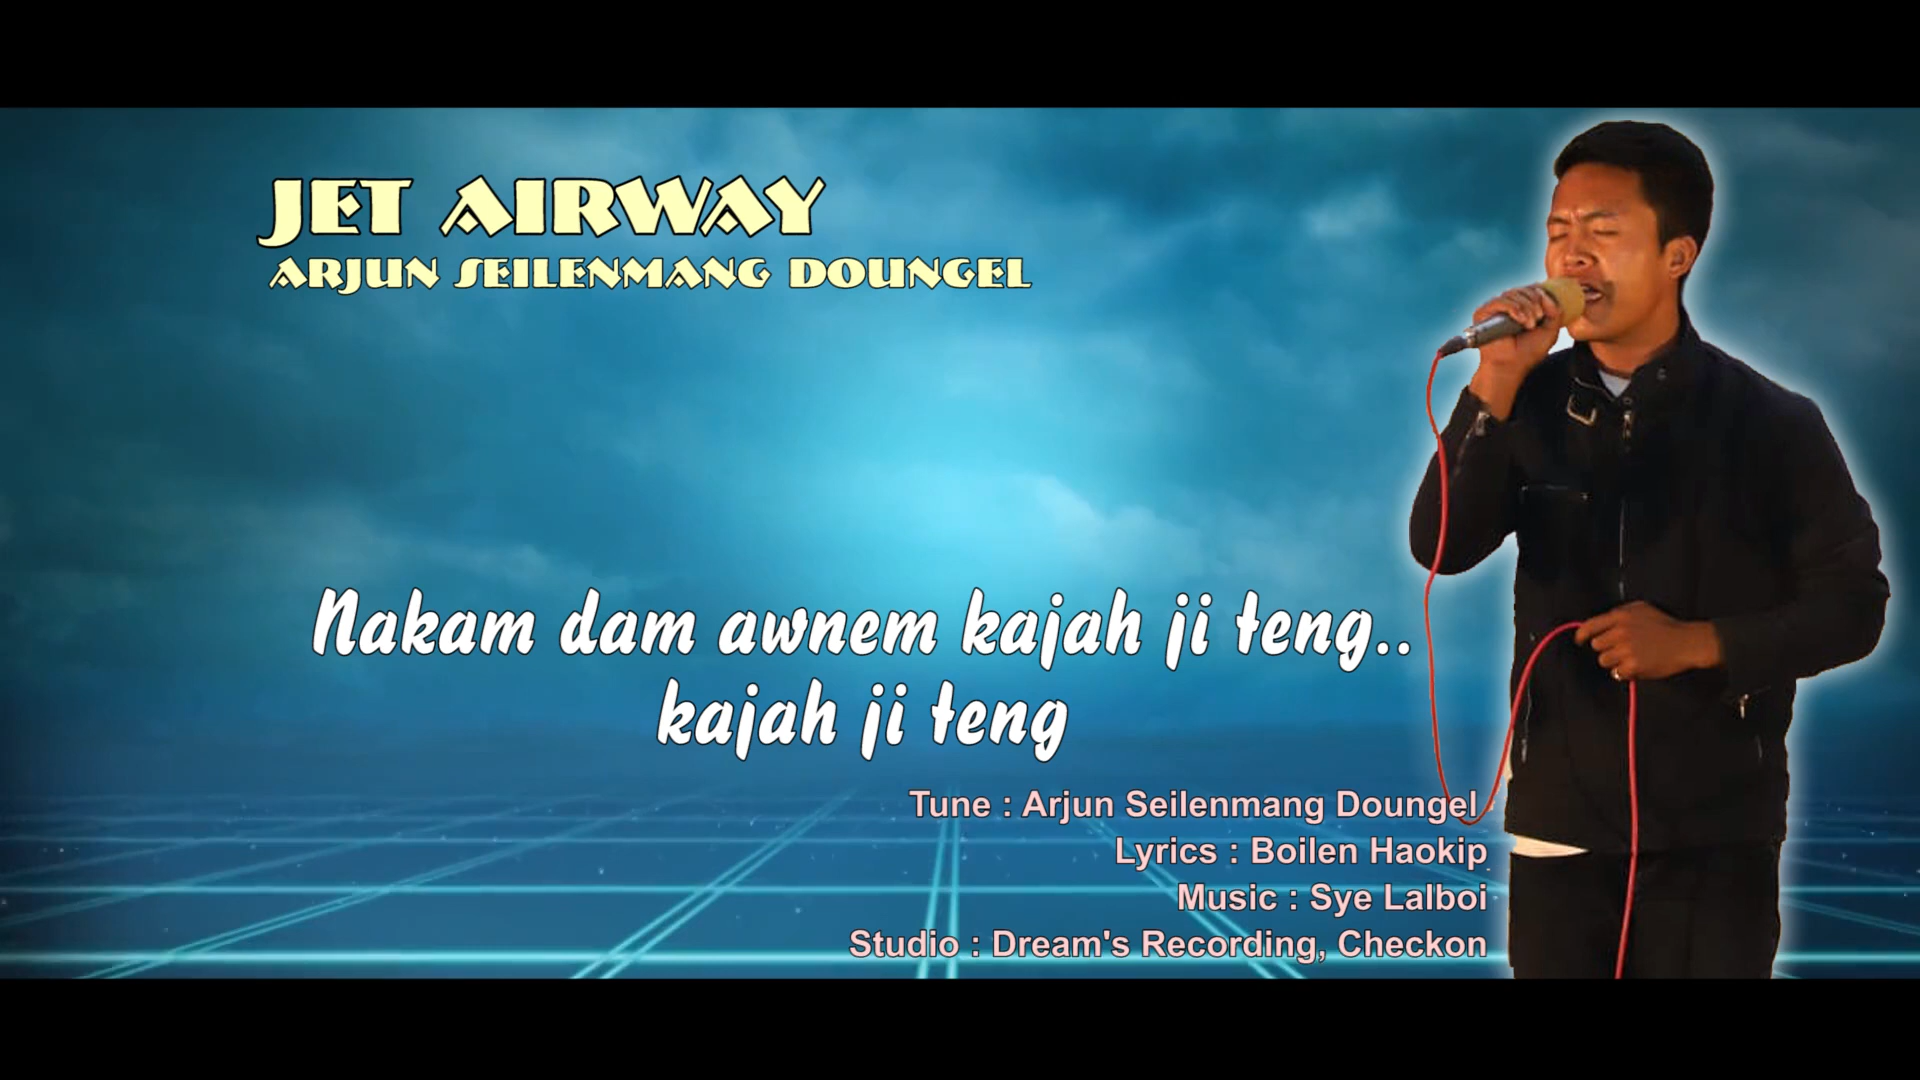 JET AIRWAY
ARJUN SEILENMANG DOUNGEL
Nakam dam awnem kajah ji teng..
kajah ji teng
Tune : Arjun Seilenmang Doungel
Lyrics : Boilen Haokip
Music : Sye Lalboi
Studio : Dream's Recording, Checkon